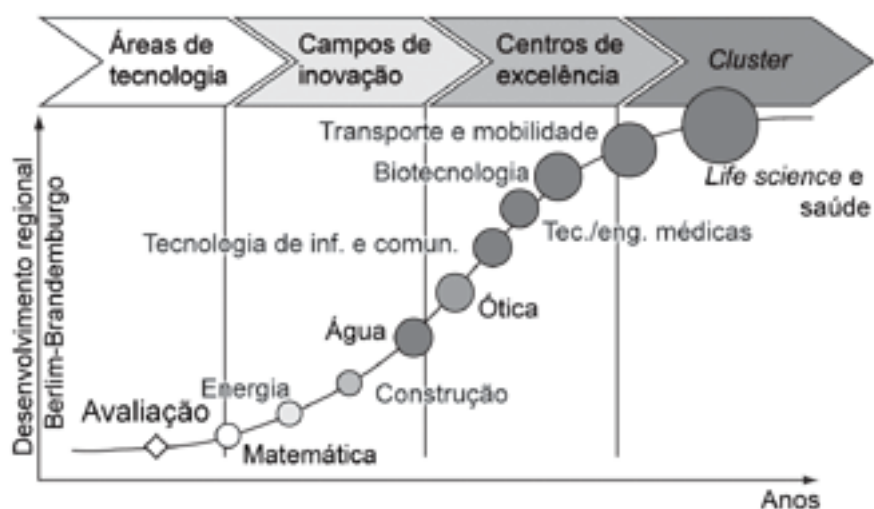 Áreas de
tecnologia
Campos de
inovação
Centros de
excelência
Cluster
Desenvolvimento regional
Berlim-Brandemburgo
Transporte e mobilidade
Biotecnologia
Life science e
saúde
Tec./eng. médicas
Tecnologia de inf. e comun.
Ótica
Água
Energia
Construção
Avaliação
Matemática
Anos